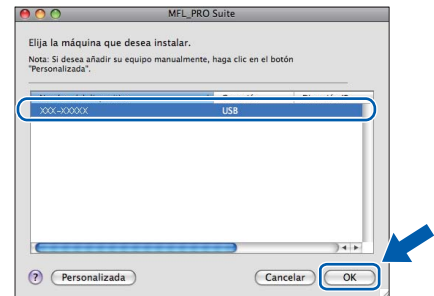 MFL_PRO Suite
Elija la máquina que desea instalar.
Nota: Si desea añadir su equipo manualmente, haga clic en el botón
"Personalizada".
XXX-XXXXX USB
? Personalizada Cancelar OK